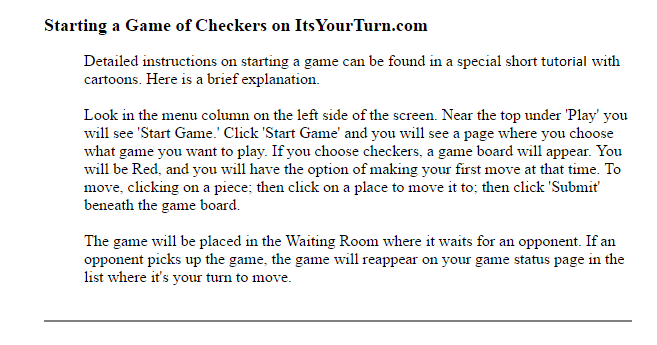 Starting a Game of Checkers on ItsYourTurn.com
Detailed instructions on starting a game can be found in a special short tutorial with
cartoons. Here is a brief explanation.
Look in the menu column on the left side of the screen. Near the top under 'Play' you
will see 'Start Game.' Click 'Start Game' and you will see a page where you choose
what game you want to play. If you choose checkers, a game board will appear. You
will be Red, and you will have the option of making your first move at that time. To
move, clicking on a piece; then click on a place to move it to; then click 'Submit'
beneath the game board.
The game will be placed in the Waiting Room where it waits for an opponent. If an
opponent picks up the game, the game will reappear on your game status page in the
list where it's your turn to move.